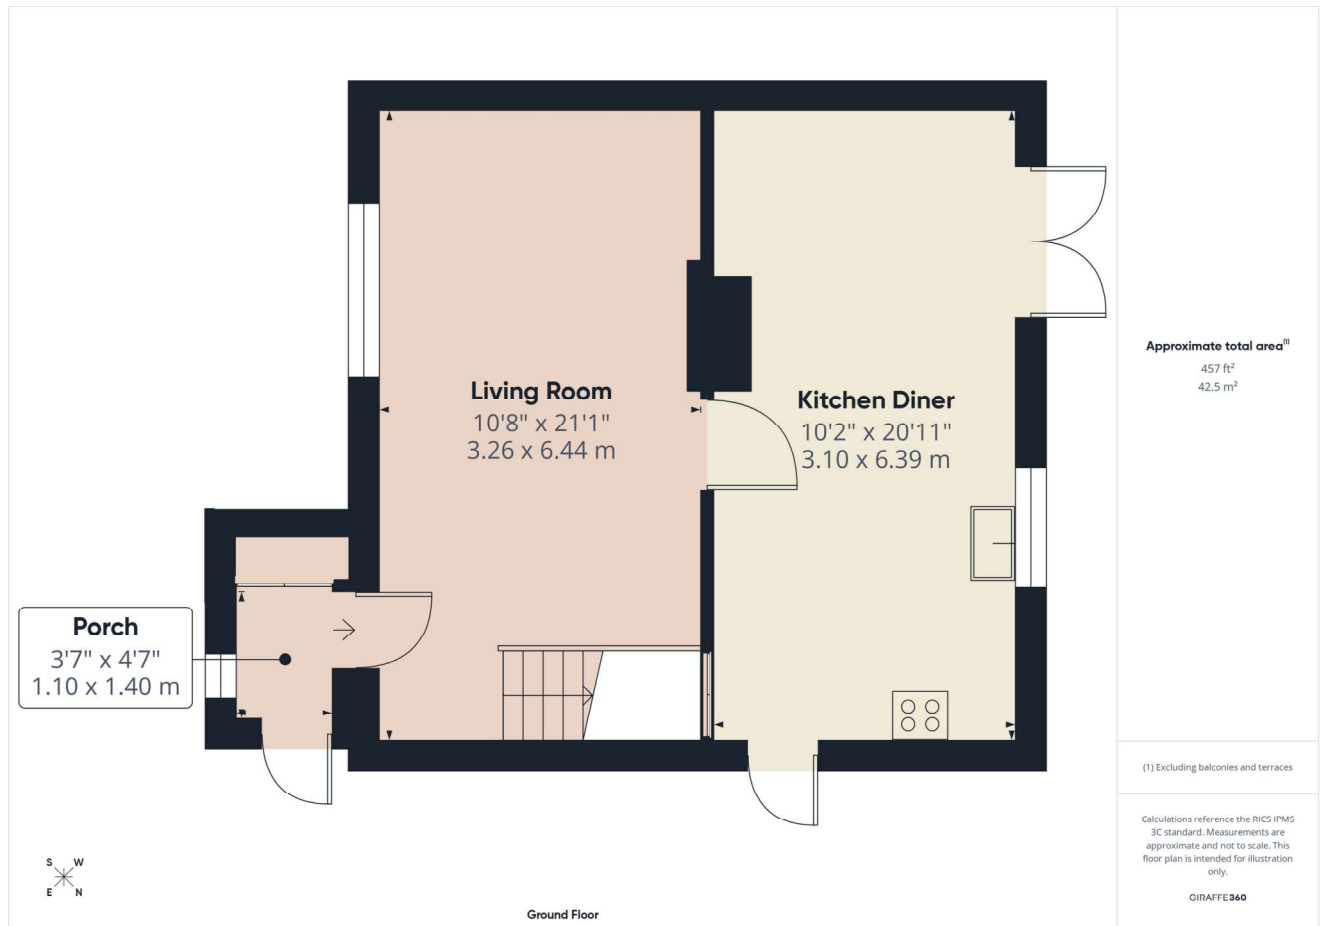 Living Room
10'8" x 21'1"
3.26 x 6.44 m
Kitchen Diner
10'2" x 20'11"
3.10 x 6.39 m
Porch
3'7" x 4'7"
1.10 x 1.40 m
S W
E N
Ground Floor
Approximate total area(1)
457 ft²
42.5 m²
(1) Excluding balconies and terraces
Calculations reference the RICS IPMS
3C standard. Measurements are
approximate and not to scale. This
floor plan is intended for illustration
only.
GIRAFFE360